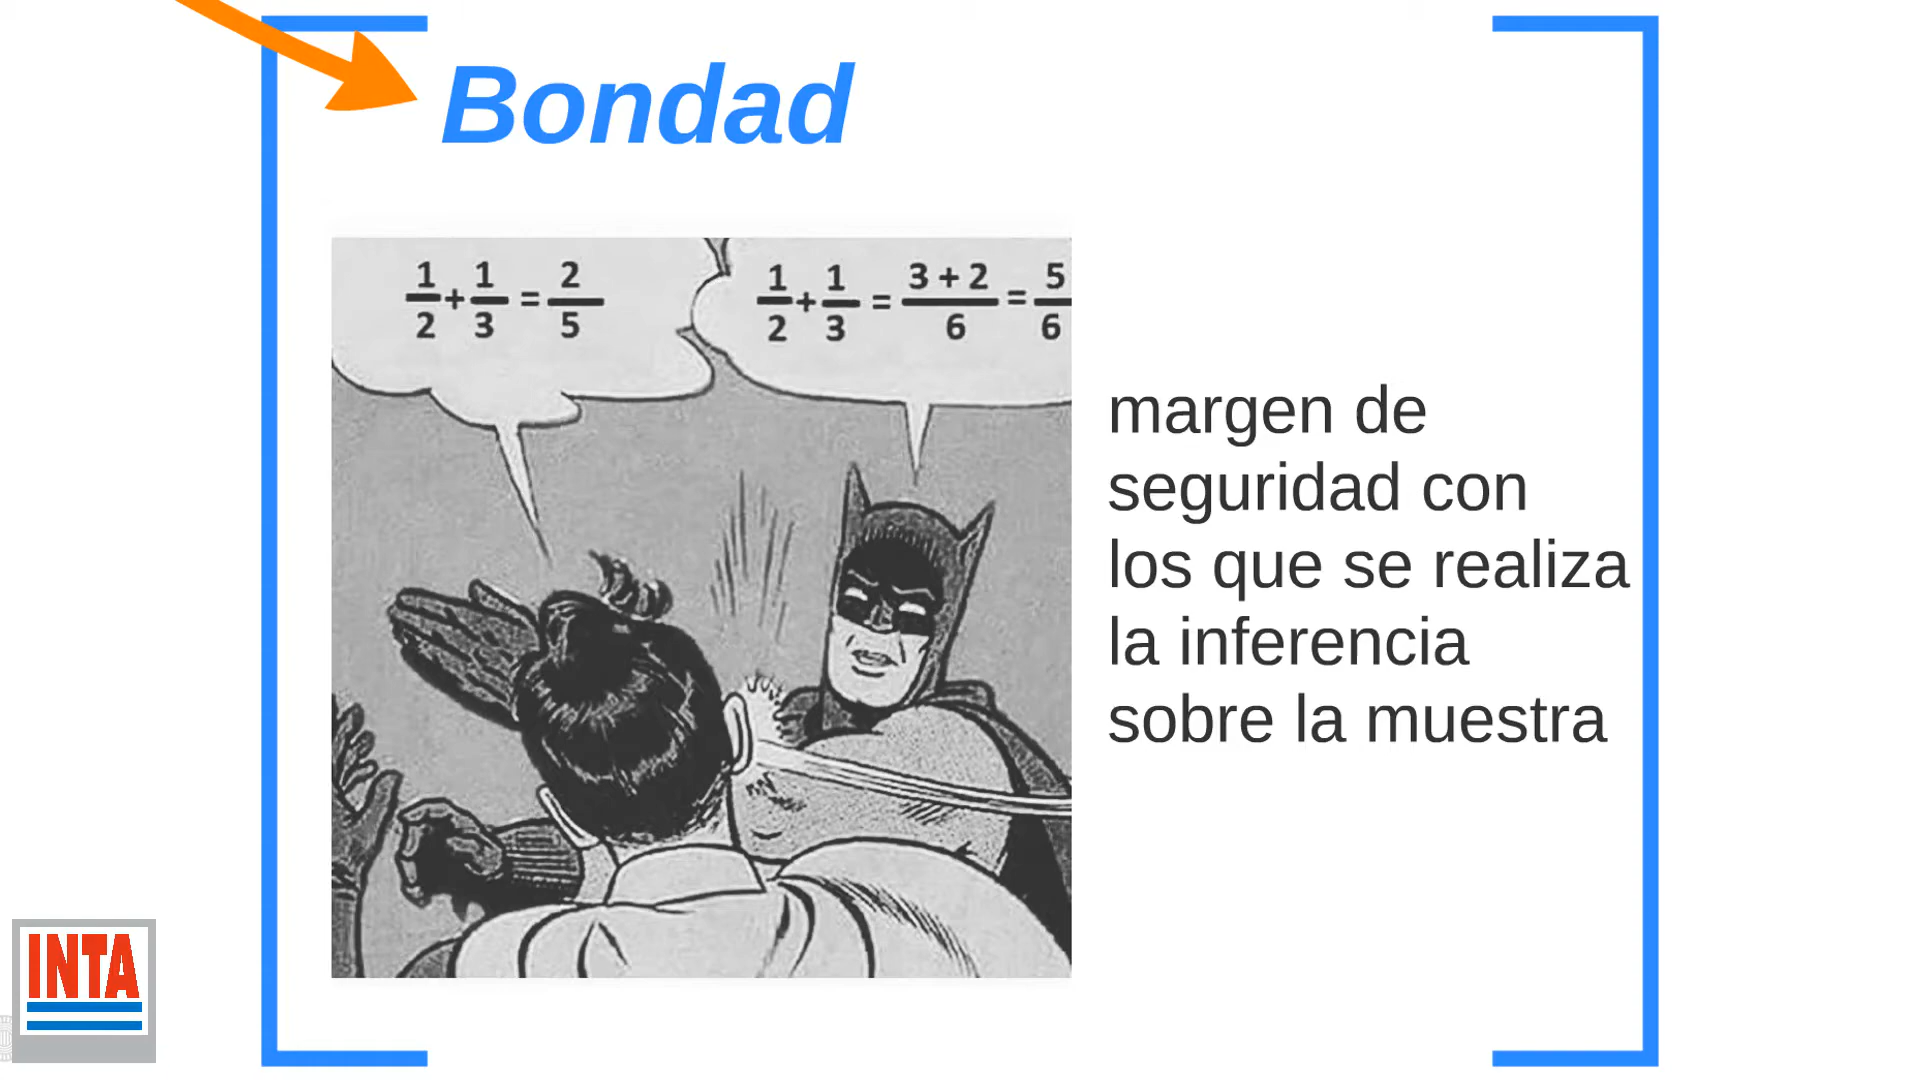 Bondad
1/2 + 1/3 = 2/5
1/2 + 1/3 = 3 + 2/6 = 5/6
margen de
seguridad con
los que se realiza
la inferencia
sobre la muestra
INTA